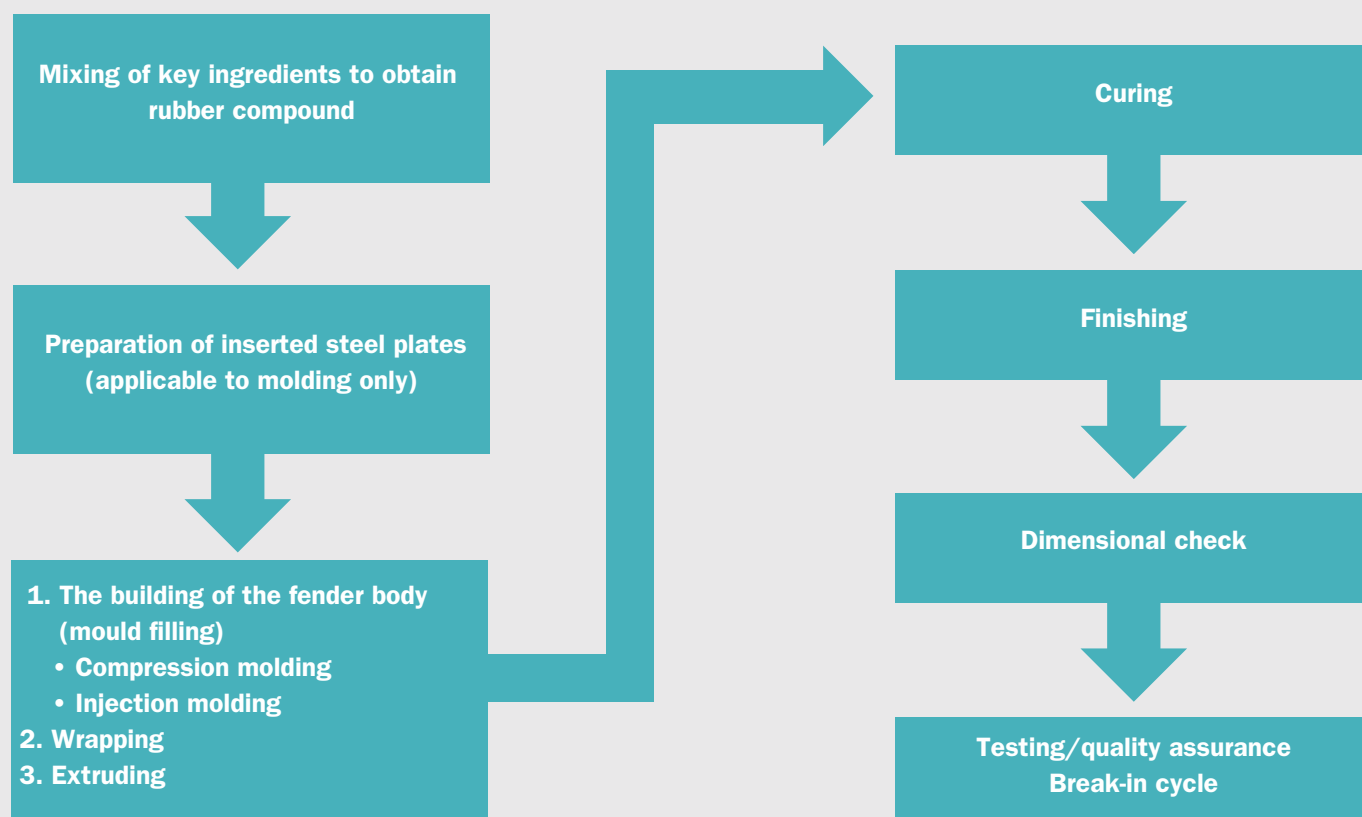 Mixing of key ingredients to obtain
rubber compound
Preparation of inserted steel plates
(applicable to molding only)
1. The building of the fender body
(mould filling)
• Compression molding
• Injection molding
2. Wrapping
3. Extruding
Curing
Finishing
Dimensional check
Testing/quality assurance
Break-in cycle